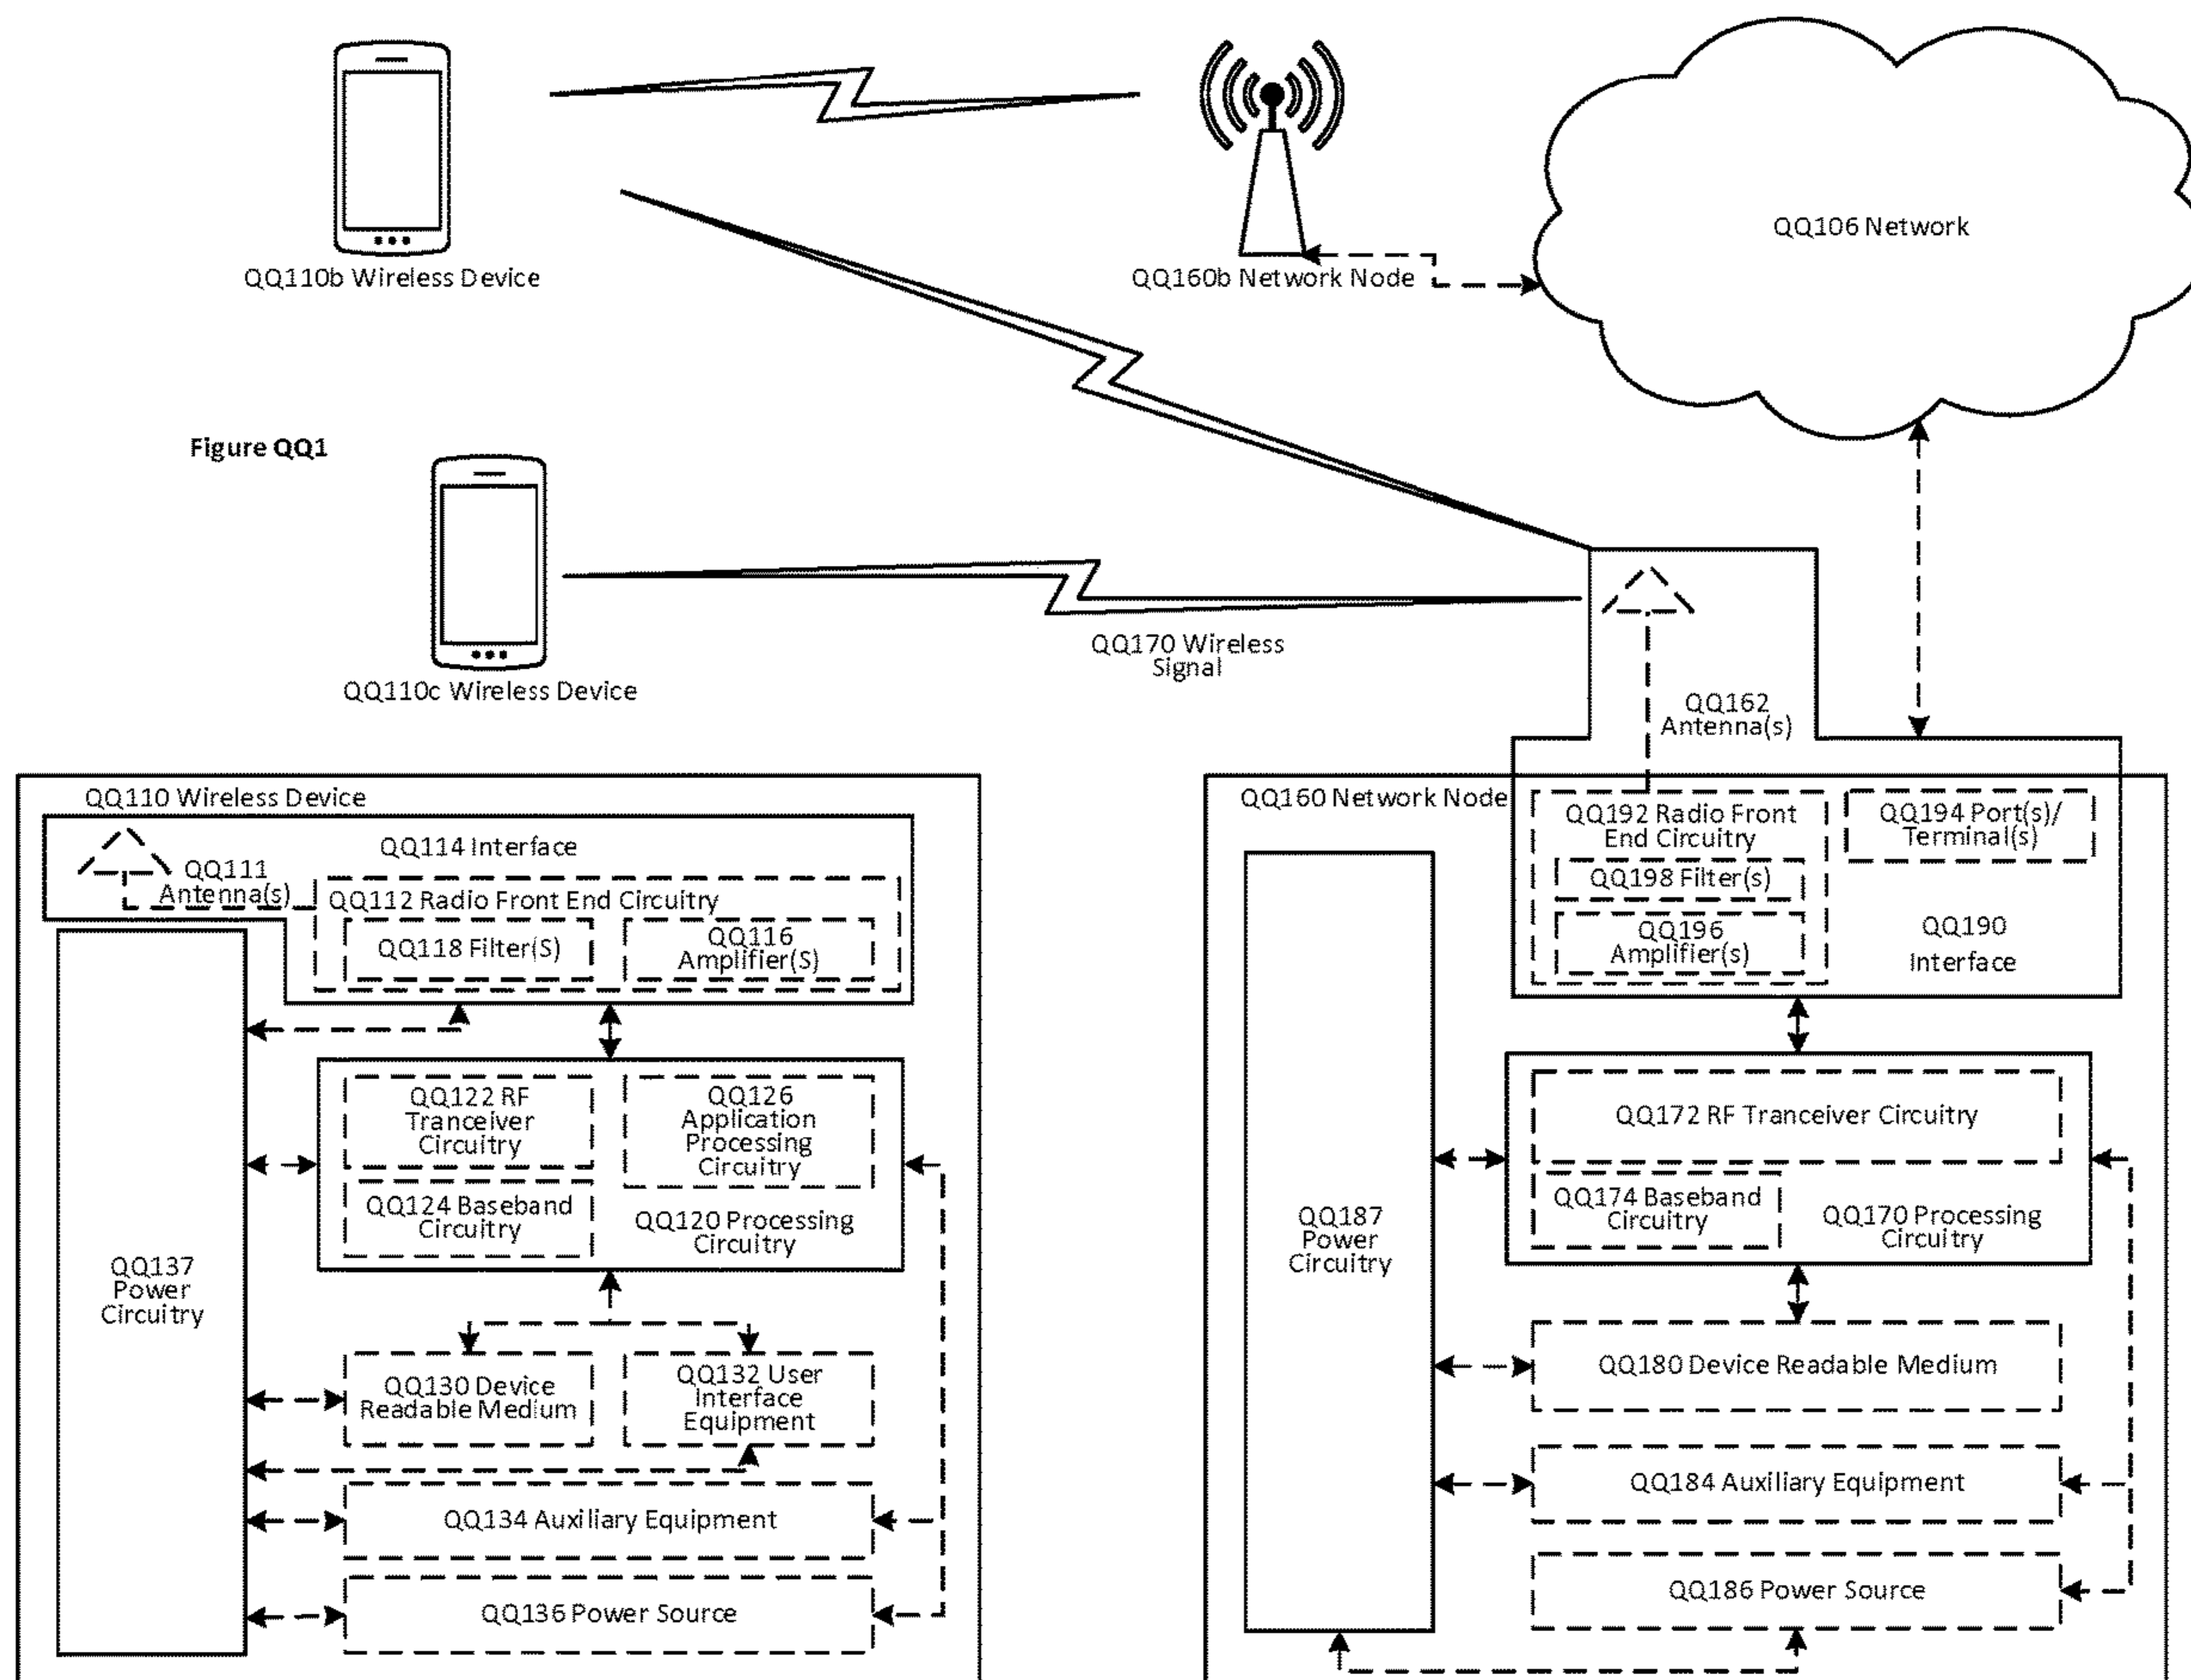 QQ110b Wireless Device
QQ160b Network Node
QQ106 Network
Figure QQ1
QQ110c Wireless Device
QQ170 Wireless
Signal
QQ162
Antenna(s)
QQ110 Wireless Device
QQ114 Interface
QQ111
Antenna(s)
QQ112 Radio Front End Circuitry
QQ118 Filter(S)
QQ116
Amplifier(S)
QQ122 RF
Tranceiver
Circuitry
QQ126
Application
Processing
Circuitry
QQ124 Baseband
Circuitry
QQ120 Processing
Circuitry
QQ137
Power
Circuitry
QQ130 Device
Readable Medium
QQ132 User
Interface
Equipment
QQ134 Auxiliary Equipment
QQ136 Power Source
QQ160 Network Node
QQ192 Radio Front
End Circuitry
QQ198 Filter(s)
QQ196
Amplifier(s)
QQ194 Port(s)/
Terminal(s)
QQ190
Interface
QQ172 RF Tranceiver Circuitry
QQ174 Baseband
Circuitry
QQ170 Processing
Circuitry
QQ187
Power
Circuitry
QQ180 Device Readable Medium
QQ184 Auxiliary Equipment
QQ186 Power Source